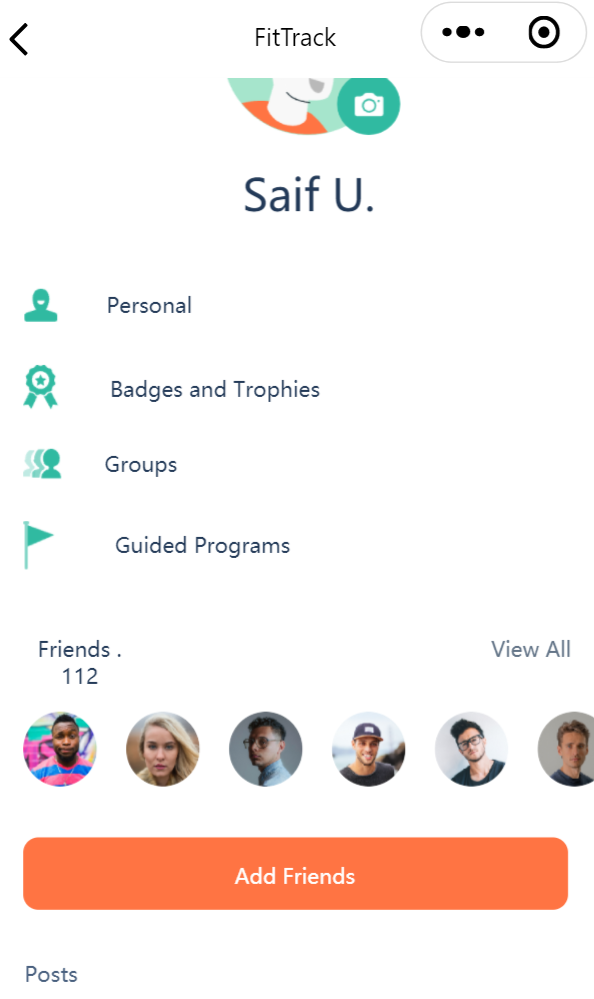 FitTrack
Saif U.
Personal
Badges and Trophies
Groups
Guided Programs
Friends .
View All
112
Add Friends
Posts